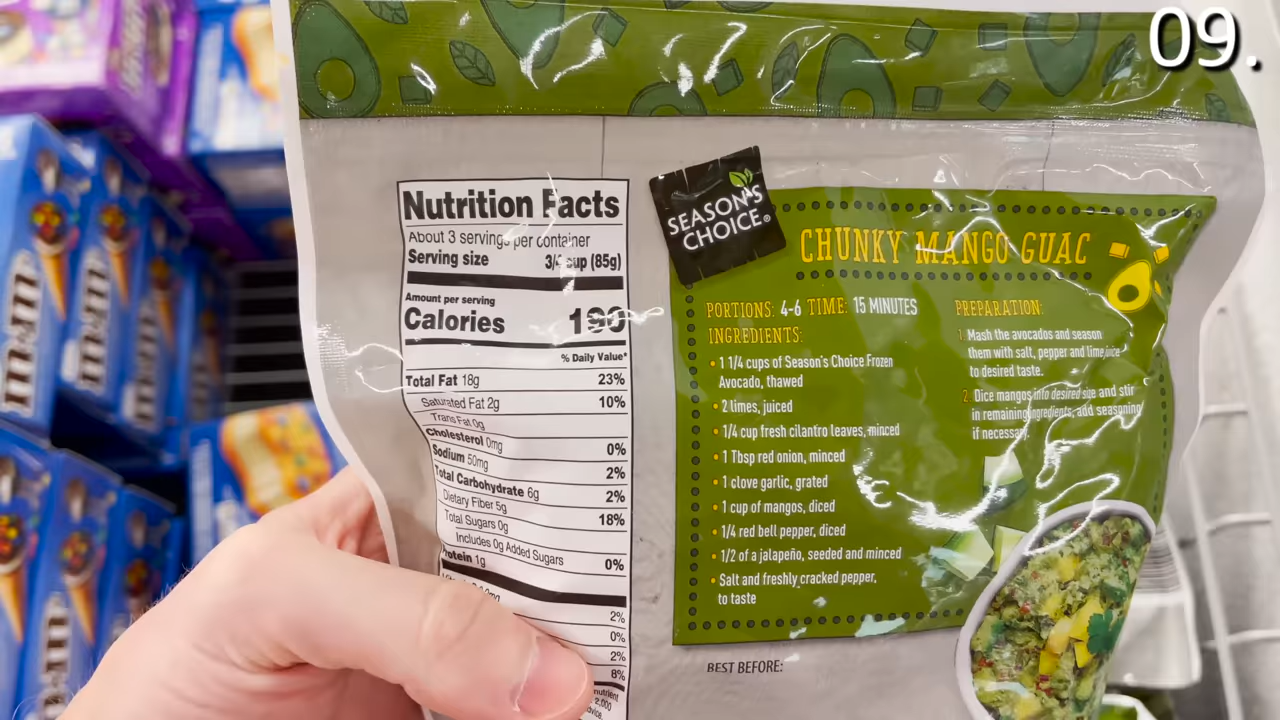 09.
Nutrition Facts
About 3 servings per container
Serving size 3/4 cup (85g)
Amount per serving
Calories 190
% Daily Value*
Total Fat 18g 23%
Saturated Fat 2g 10%
Trans Fat 0g
Cholesterol 0mg 0%
Sodium 50mg 2%
Total Carbohydrate 6g 2%
Dietary Fiber 5g 18%
Total Sugars 0g
Includes 0g Added Sugars 0%
Protein 1g
2%
0%
2%
8%
nutrient
2,000
SEASON'S
CHOICE®
CHUNKY MANGO GUAC
PORTIONS: 4-6 TIME: 15 MINUTES
INGREDIENTS:
• 1 1/4 cups of Season's Choice Frozen
Avocado, thawed
• 2 limes, juiced
• 1/4 cup fresh cilantro leaves, minced
• 1 Tbsp red onion, minced
• 1 clove garlic, grated
• 1 cup of mangos, diced
• 1/4 red bell pepper, diced
• 1/2 of a jalapeño, seeded and minced
• Salt and freshly cracked pepper,
to taste
PREPARATION:
1. Mash the avocados and season
them with salt, pepper and lime juice
to desired taste.
2. Dice mangos into desired size and stir
in remaining ingredients, add seasoning
if necessary.
BEST BEFORE: